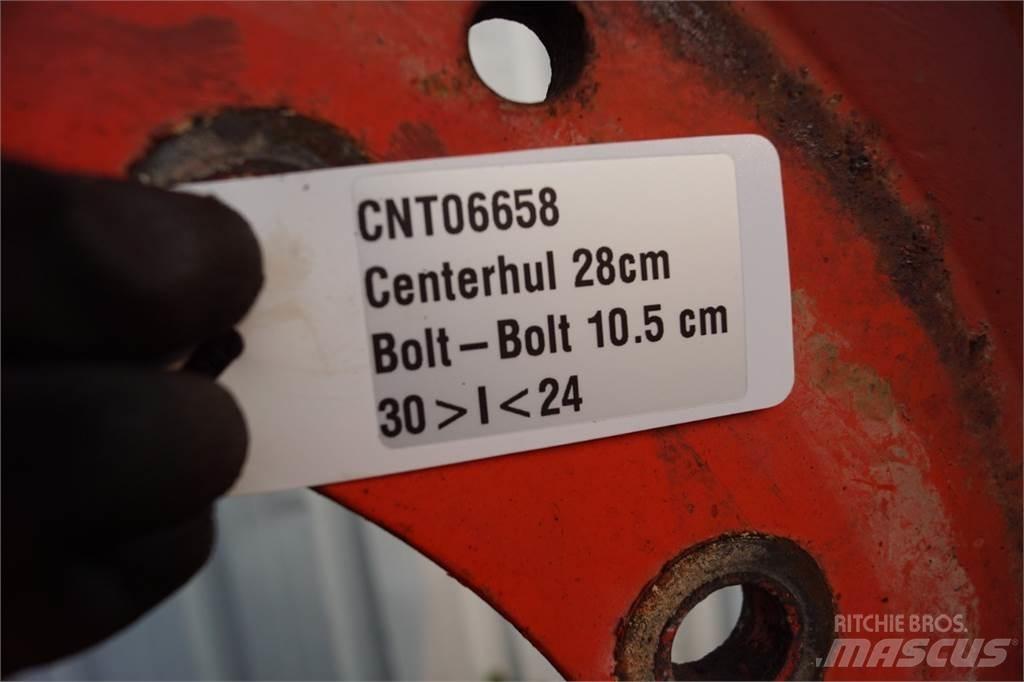 CNT06658
Centerhul 28cm
Bolt – Bolt 10.5 cm
30 > I < 24
RITCHIE BROS.
MASCUS